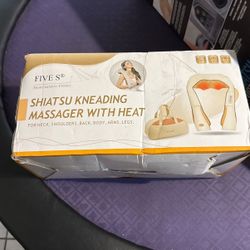 FIVE S®
SHIATSU KNEADING
MASSAGER WITH HEAT
FOR NECK, SHOULDERS, BACK, BODY, ARMS, LEGS.